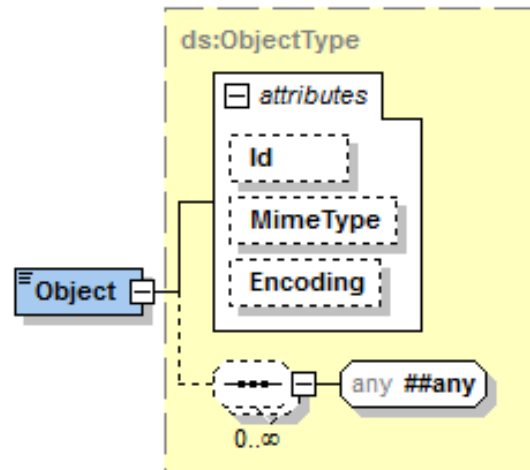 ds:ObjectType
attributes
Id
MimeType
Encoding
Object
any ##any
0..∞